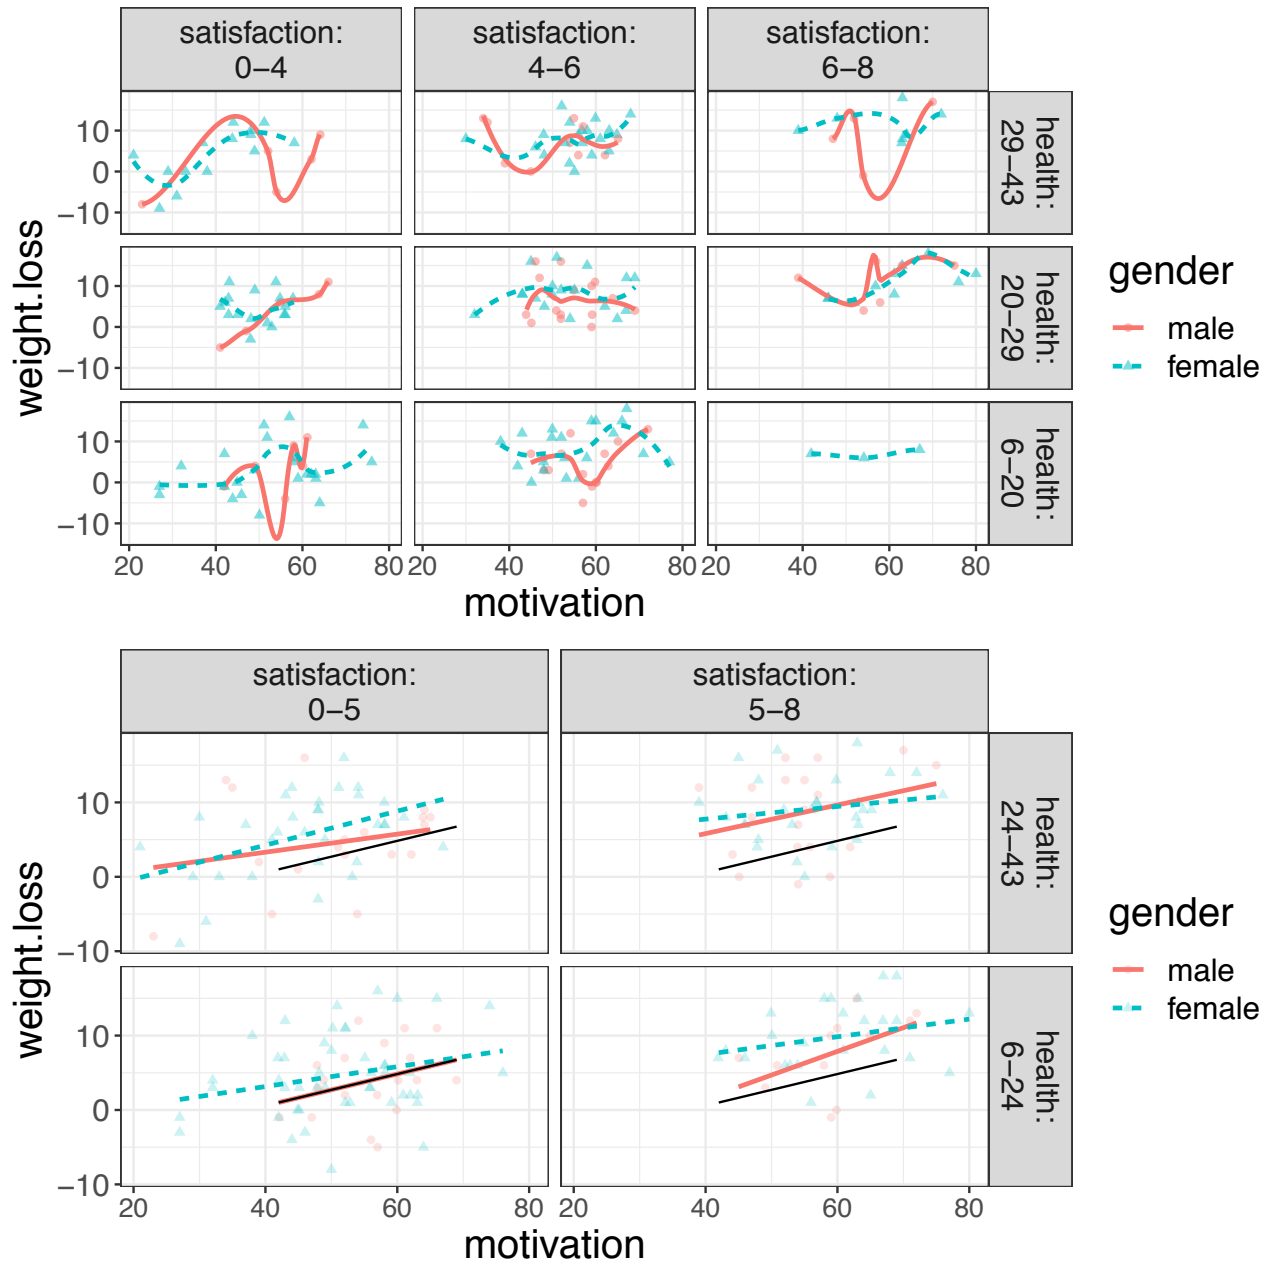 satisfaction:
0−4
satisfaction:
4−6
satisfaction:
6−8
10
0
−10
health:
29−43
10
0
−10
health:
20−29
10
0
−10
health:
6−20
20 40 60 80 20 40 60 80 20 40 60 80
motivation
weight.loss
gender
male
female
satisfaction:
0−5
satisfaction:
5−8
10
0
−10
health:
24−43
10
0
−10
health:
6−24
20 40 60 80 20 40 60 80
motivation
weight.loss
gender
male
female